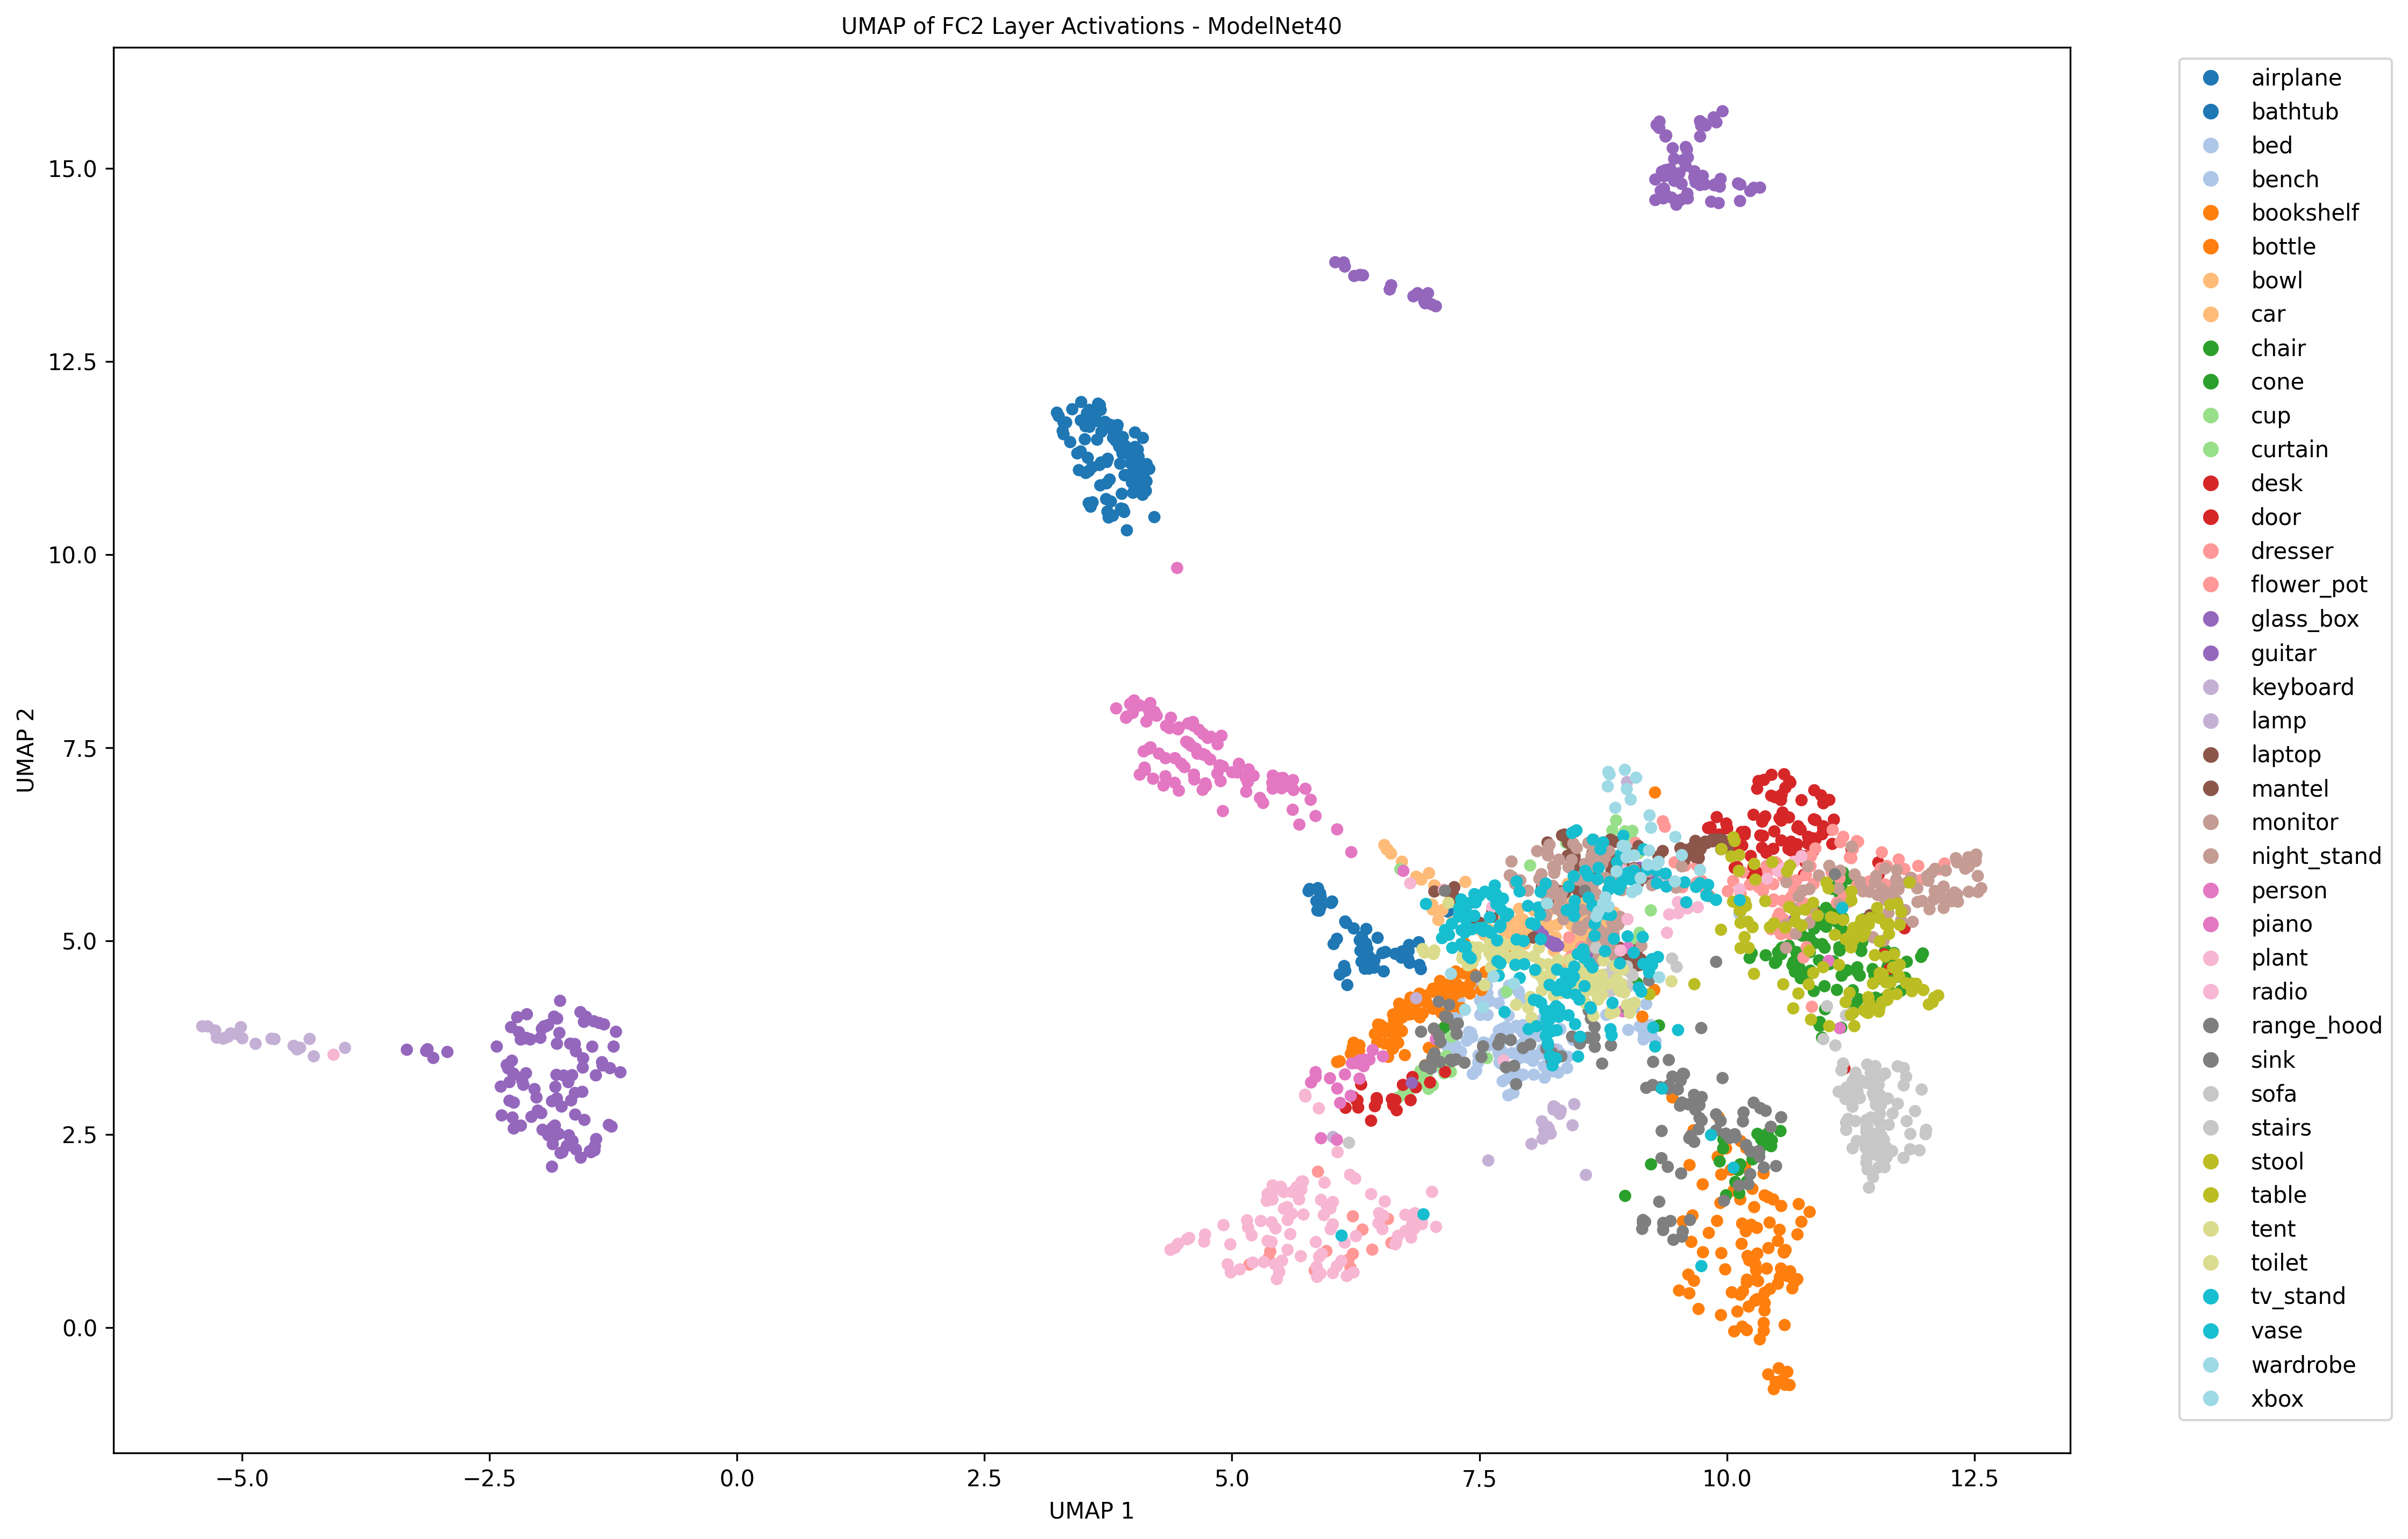 UMAP of FC2 Layer Activations - ModelNet40
15.0
12.5
10.0
7.5
5.0
2.5
0.0
UMAP 2
−5.0
−2.5
0.0
2.5
5.0
7.5
10.0
12.5
UMAP 1
airplane
bathtub
bed
bench
bookshelf
bottle
bowl
car
chair
cone
cup
curtain
desk
door
dresser
flower_pot
glass_box
guitar
keyboard
lamp
laptop
mantel
monitor
night_stand
person
piano
plant
radio
range_hood
sink
sofa
stairs
stool
table
tent
toilet
tv_stand
vase
wardrobe
xbox